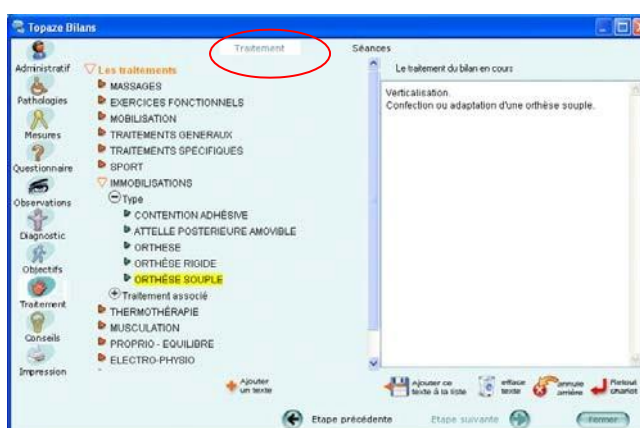 Topaze Bilans
Traitement
Séances
Administratif
Pathologies
Mesures
Questionnaire
Observations
Diagnostic
Objectifs
Traitement
Conseils
Impression
Les traitements
MASSAGES
EXERCICES FONCTIONNELS
MOBILISATION
TRAITEMENTS GENERAUX
TRAITEMENTS SPECIFIQUES
SPORT
IMMOBILISATIONS
Type
CONTENTION ADHÉSIVE
ATTELLE POSTERIEURE AMOVIBLE
ORTHESE
ORTHÈSE RIGIDE
ORTHÈSE SOUPLE
Traitement associé
THERMOTHÉRAPIE
MUSCULATION
PROPRIO - EQUILIBRE
ELECTRO-PHYSIO
Le traitement du bilan en cours
Verticalisation.
Confection ou adaptation d'une orthèse souple.
Ajouter
un texte
Ajouter ce
texte à la liste
efface
texte
annule
arrière
Retour
chariot
Etape précédente
Etape suivante
Fermer